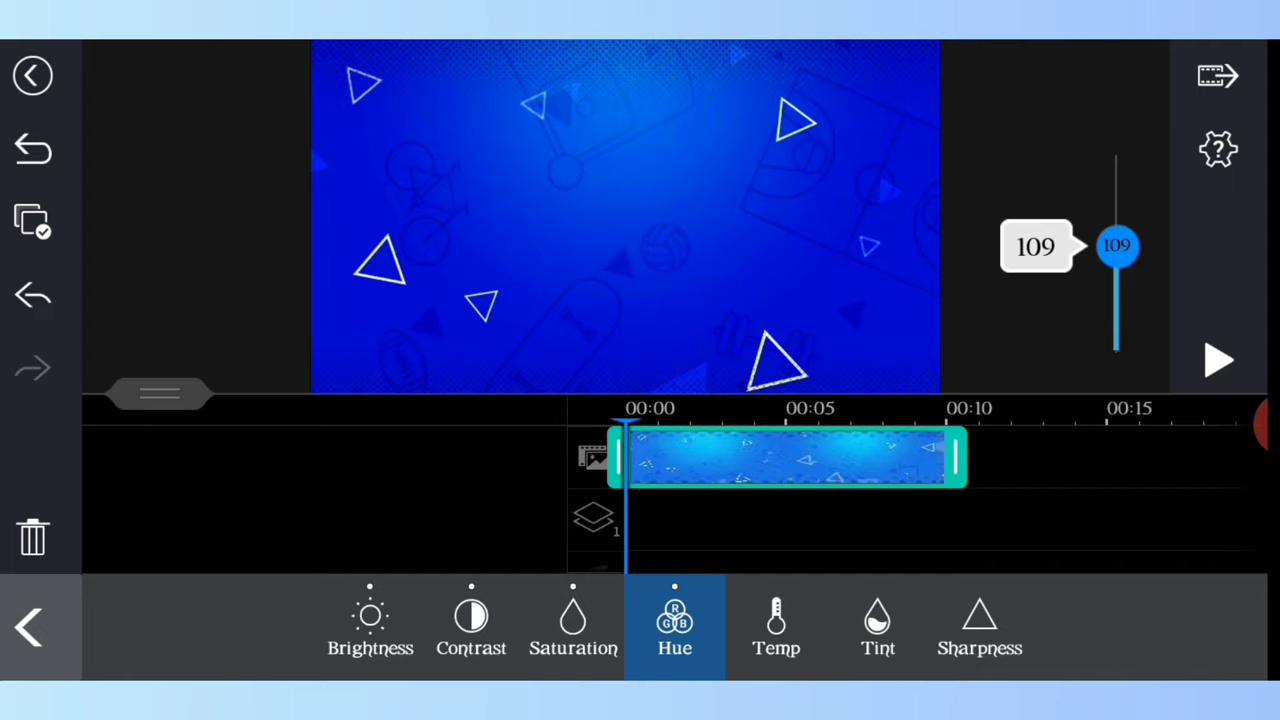 109
109
00:00
00:05
00:10
00:15
1
R
G B
Brightness
Contrast
Saturation
Hue
Temp
Tint
Sharpness